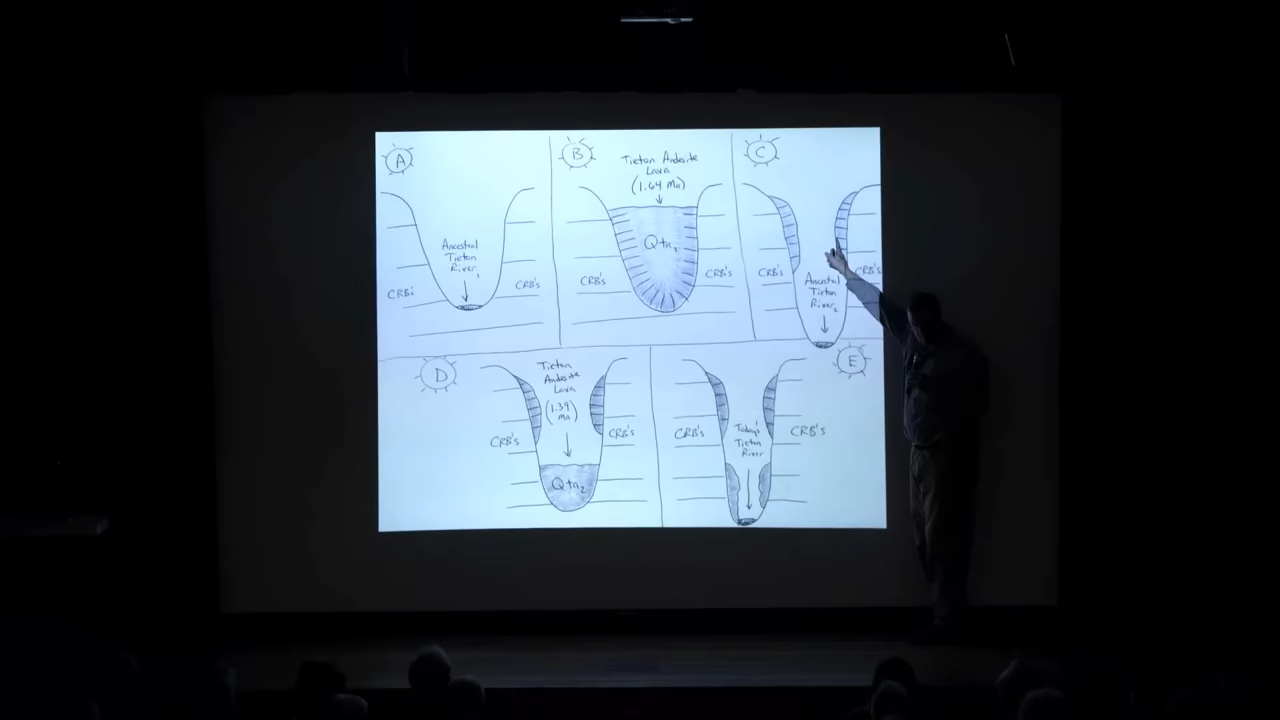 A
Ancestral
Tieton
River₁
CRB's
CRB's
B
Tieton Andesite
Lava
(1.64 Ma)
Qta₁
CRB's
CRB's
C
CRB's
CRB's
Ancestral
Tieton
River₂
D
Tieton
Andesite
Lava
(1.39)
Ma
CRB's
CRB's
Qta₂
E
CRB's
CRB's
Today's
Tieton
River